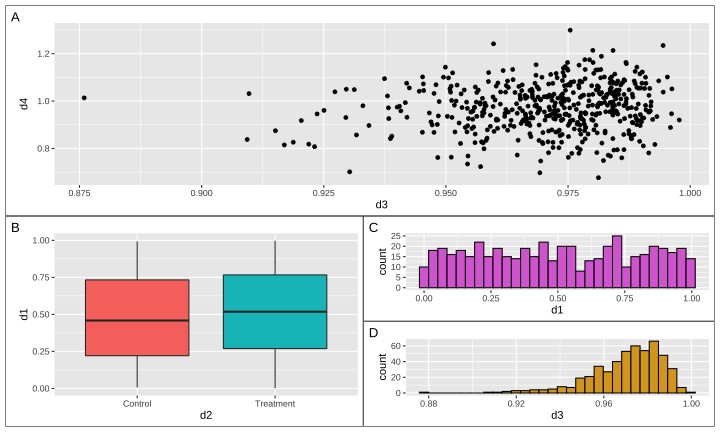 A
1.2
1.0
0.8
d4
0.875 0.900 0.925 0.950 0.975 1.000
d3
B
1.00
0.75
0.50
0.25
0.00
d1
Control Treatment
d2
C
25
20
15
10
5
0
count
0.00 0.25 0.50 0.75 1.00
d1
D
60
40
20
0
count
0.88 0.92 0.96 1.00
d3